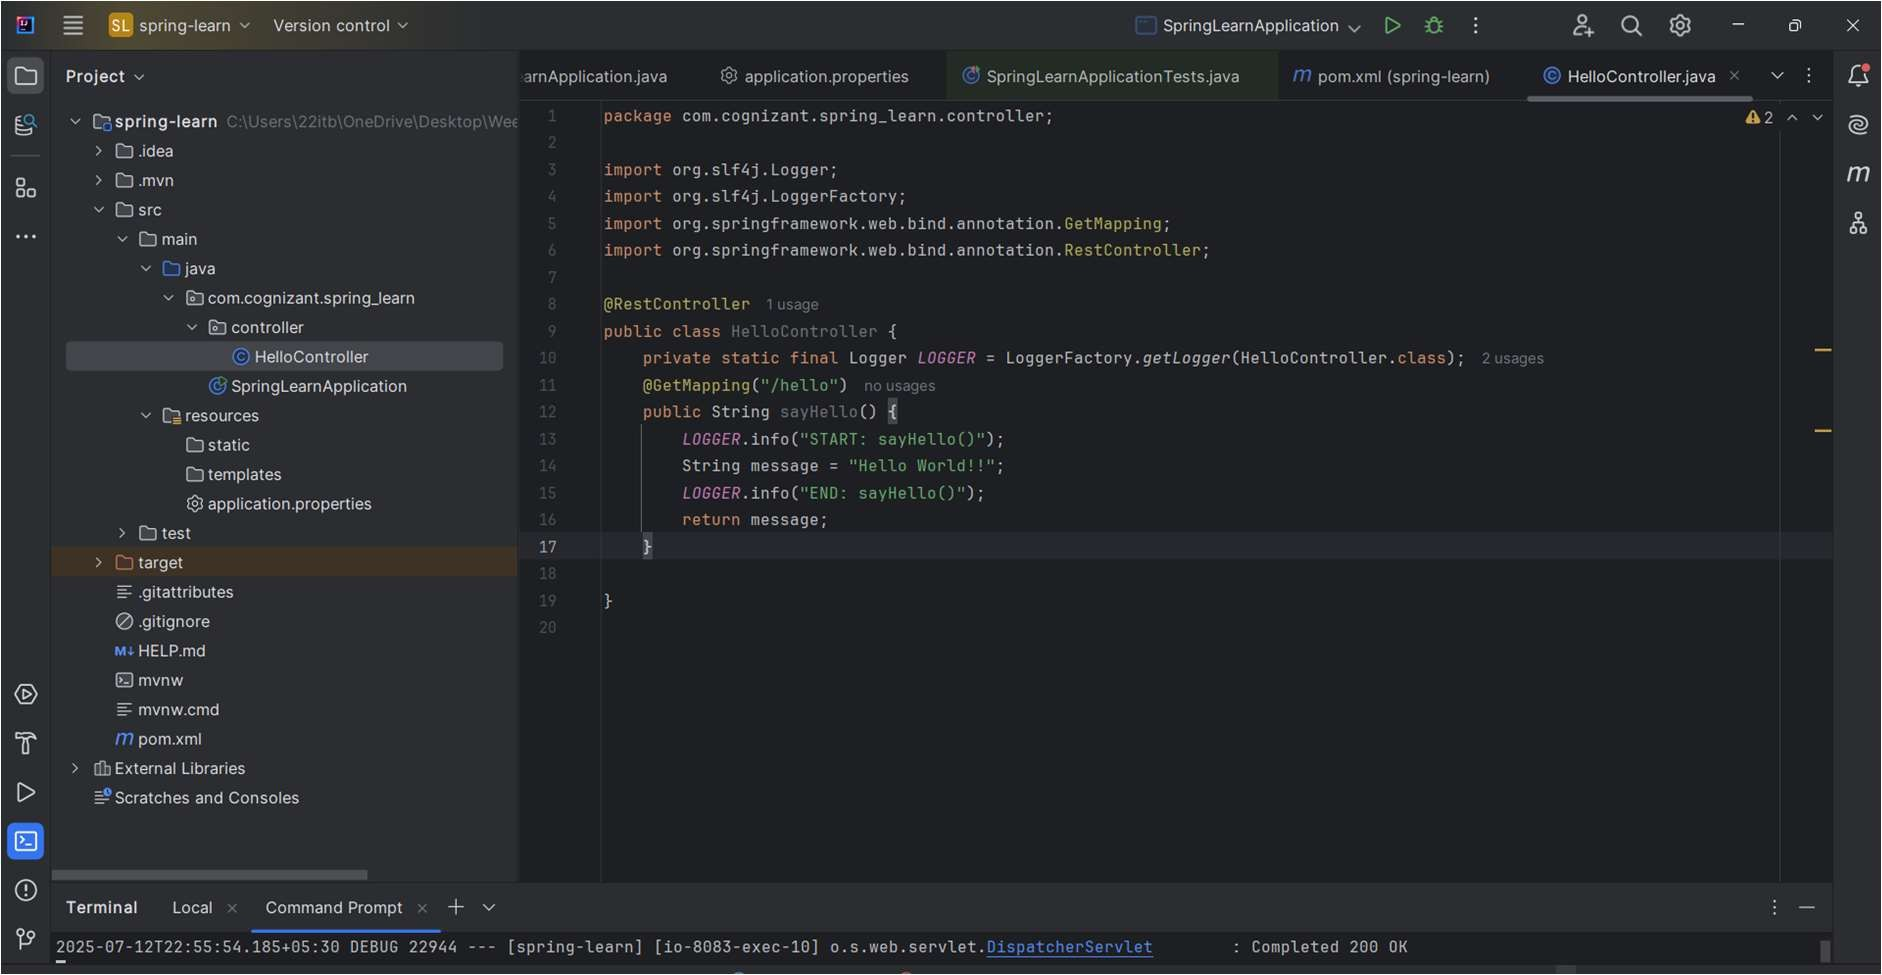 SL spring-learn Version control SpringLearnApplication
Project
arnApplication.java application.properties SpringLearnApplicationTests.java m pom.xml (spring-learn) HelloController.java
spring-learn C:\Users\22itb\OneDrive\Desktop\Wee
.idea
.mvn
src
main
java
com.cognizant.spring_learn
controller
HelloController
SpringLearnApplication
resources
static
templates
application.properties
test
target
.gitattributes
.gitignore
M↓ HELP.md
mvnw
mvnw.cmd
m pom.xml
External Libraries
Scratches and Consoles
2
1 package com.cognizant.spring_learn.controller;
2
3 import org.slf4j.Logger;
4 import org.slf4j.LoggerFactory;
5 import org.springframework.web.bind.annotation.GetMapping;
6 import org.springframework.web.bind.annotation.RestController;
7
8 @RestController 1 usage
9 public class HelloController {
10 private static final Logger LOGGER = LoggerFactory.getLogger(HelloController.class); 2 usages
11 @GetMapping("/hello") no usages
12 public String sayHello() {
13 LOGGER.info("START: sayHello()");
14 String message = "Hello World!!";
15 LOGGER.info("END: sayHello()");
16 return message;
17 }
18
19 }
20
m
Terminal Local Command Prompt
2025-07-12T22:55:54.185+05:30 DEBUG 22944 --- [spring-learn] [io-8083-exec-10] o.s.web.servlet.DispatcherServlet : Completed 200 OK